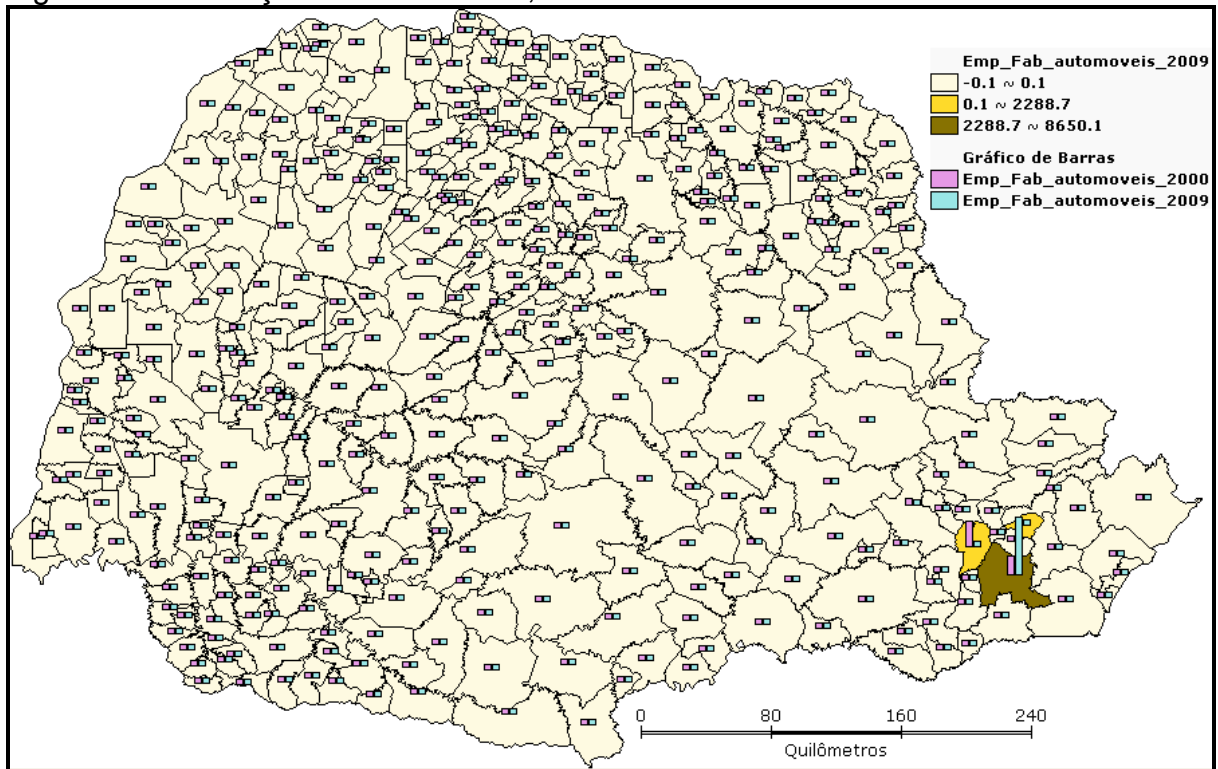 Emp_Fab_automoveis_2009
-0.1 ~ 0.1
0.1 ~ 2288.7
2288.7 ~ 8650.1
Gráfico de Barras
Emp_Fab_automoveis_2000
Emp_Fab_automoveis_2009
0 80 160 240
Quilômetros